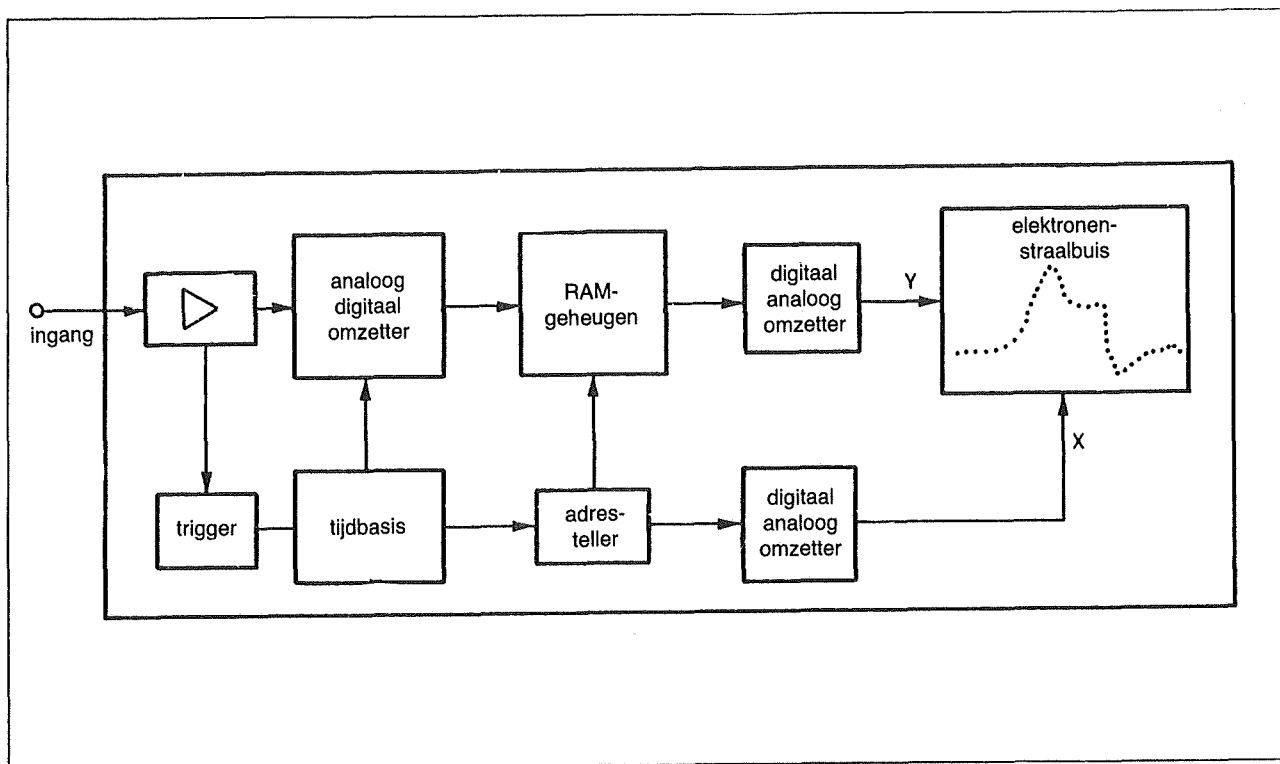 elektronen-
straalbuis
analoog
digitaal
omzetter
RAM-
geheugen
digitaal
analoog
omzetter
Y
ingang
X
trigger
tijdbasis
adres-
teller
digitaal
analoog
omzetter